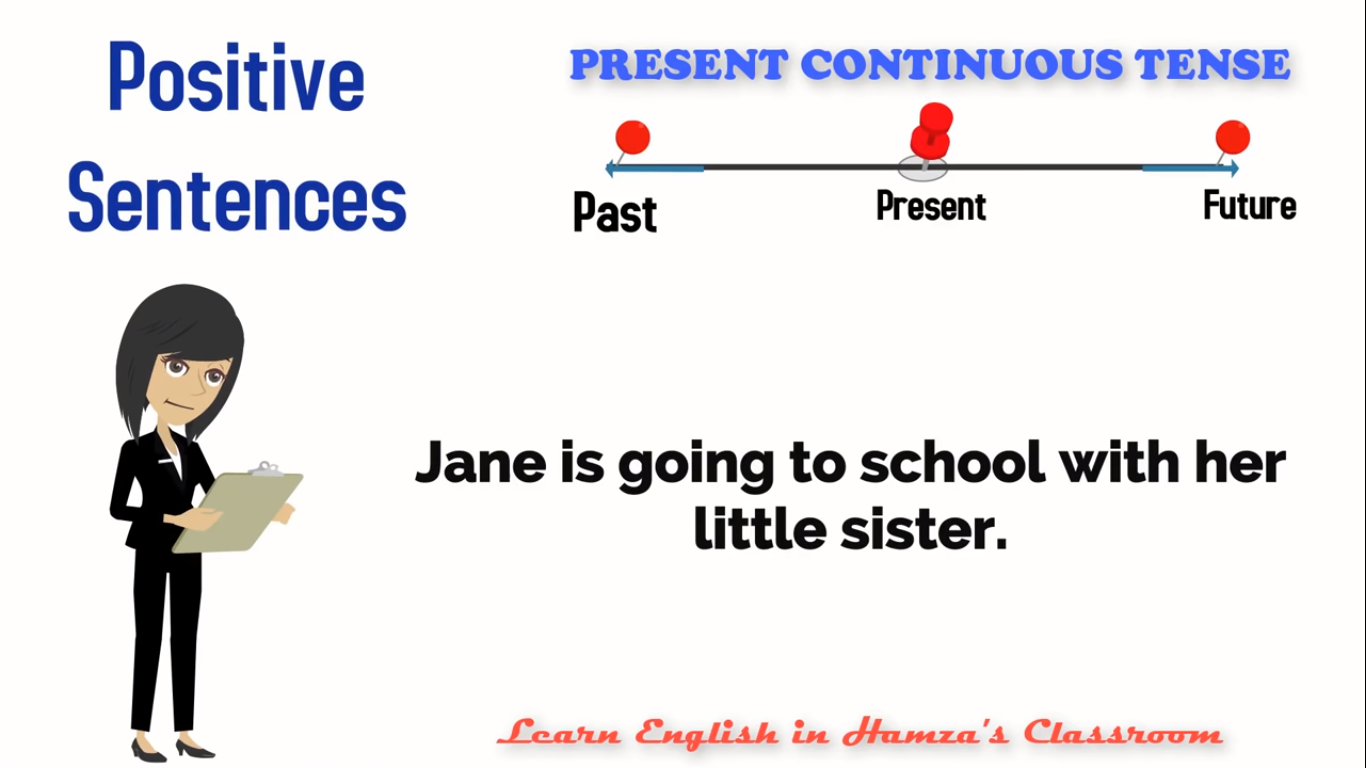 Positive
Sentences
PRESENT CONTINUOUS TENSE
Past
Present
Future
Jane is going to school with her
little sister.
Learn English in Hamza's Classroom